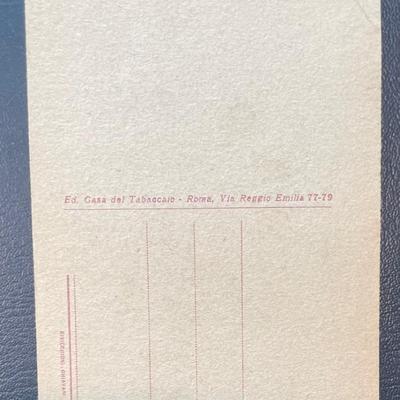 Ed. Casa del Tabaccaio - Roma, Via Reggio Emilia 77-79